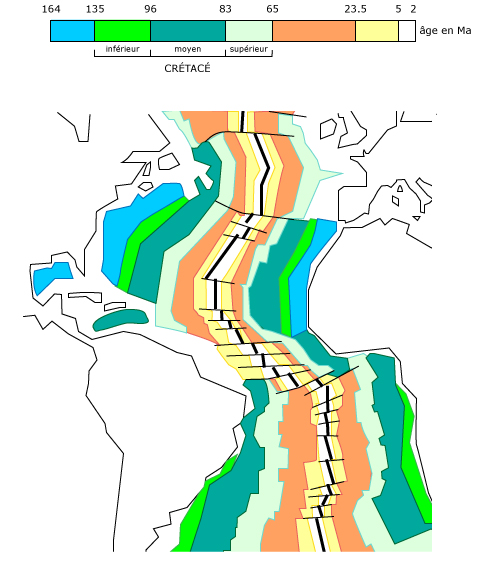 164 135 96 83 65 23.5 5 2
âge en Ma
inférieur moyen supérieur
CRÉTACÉ